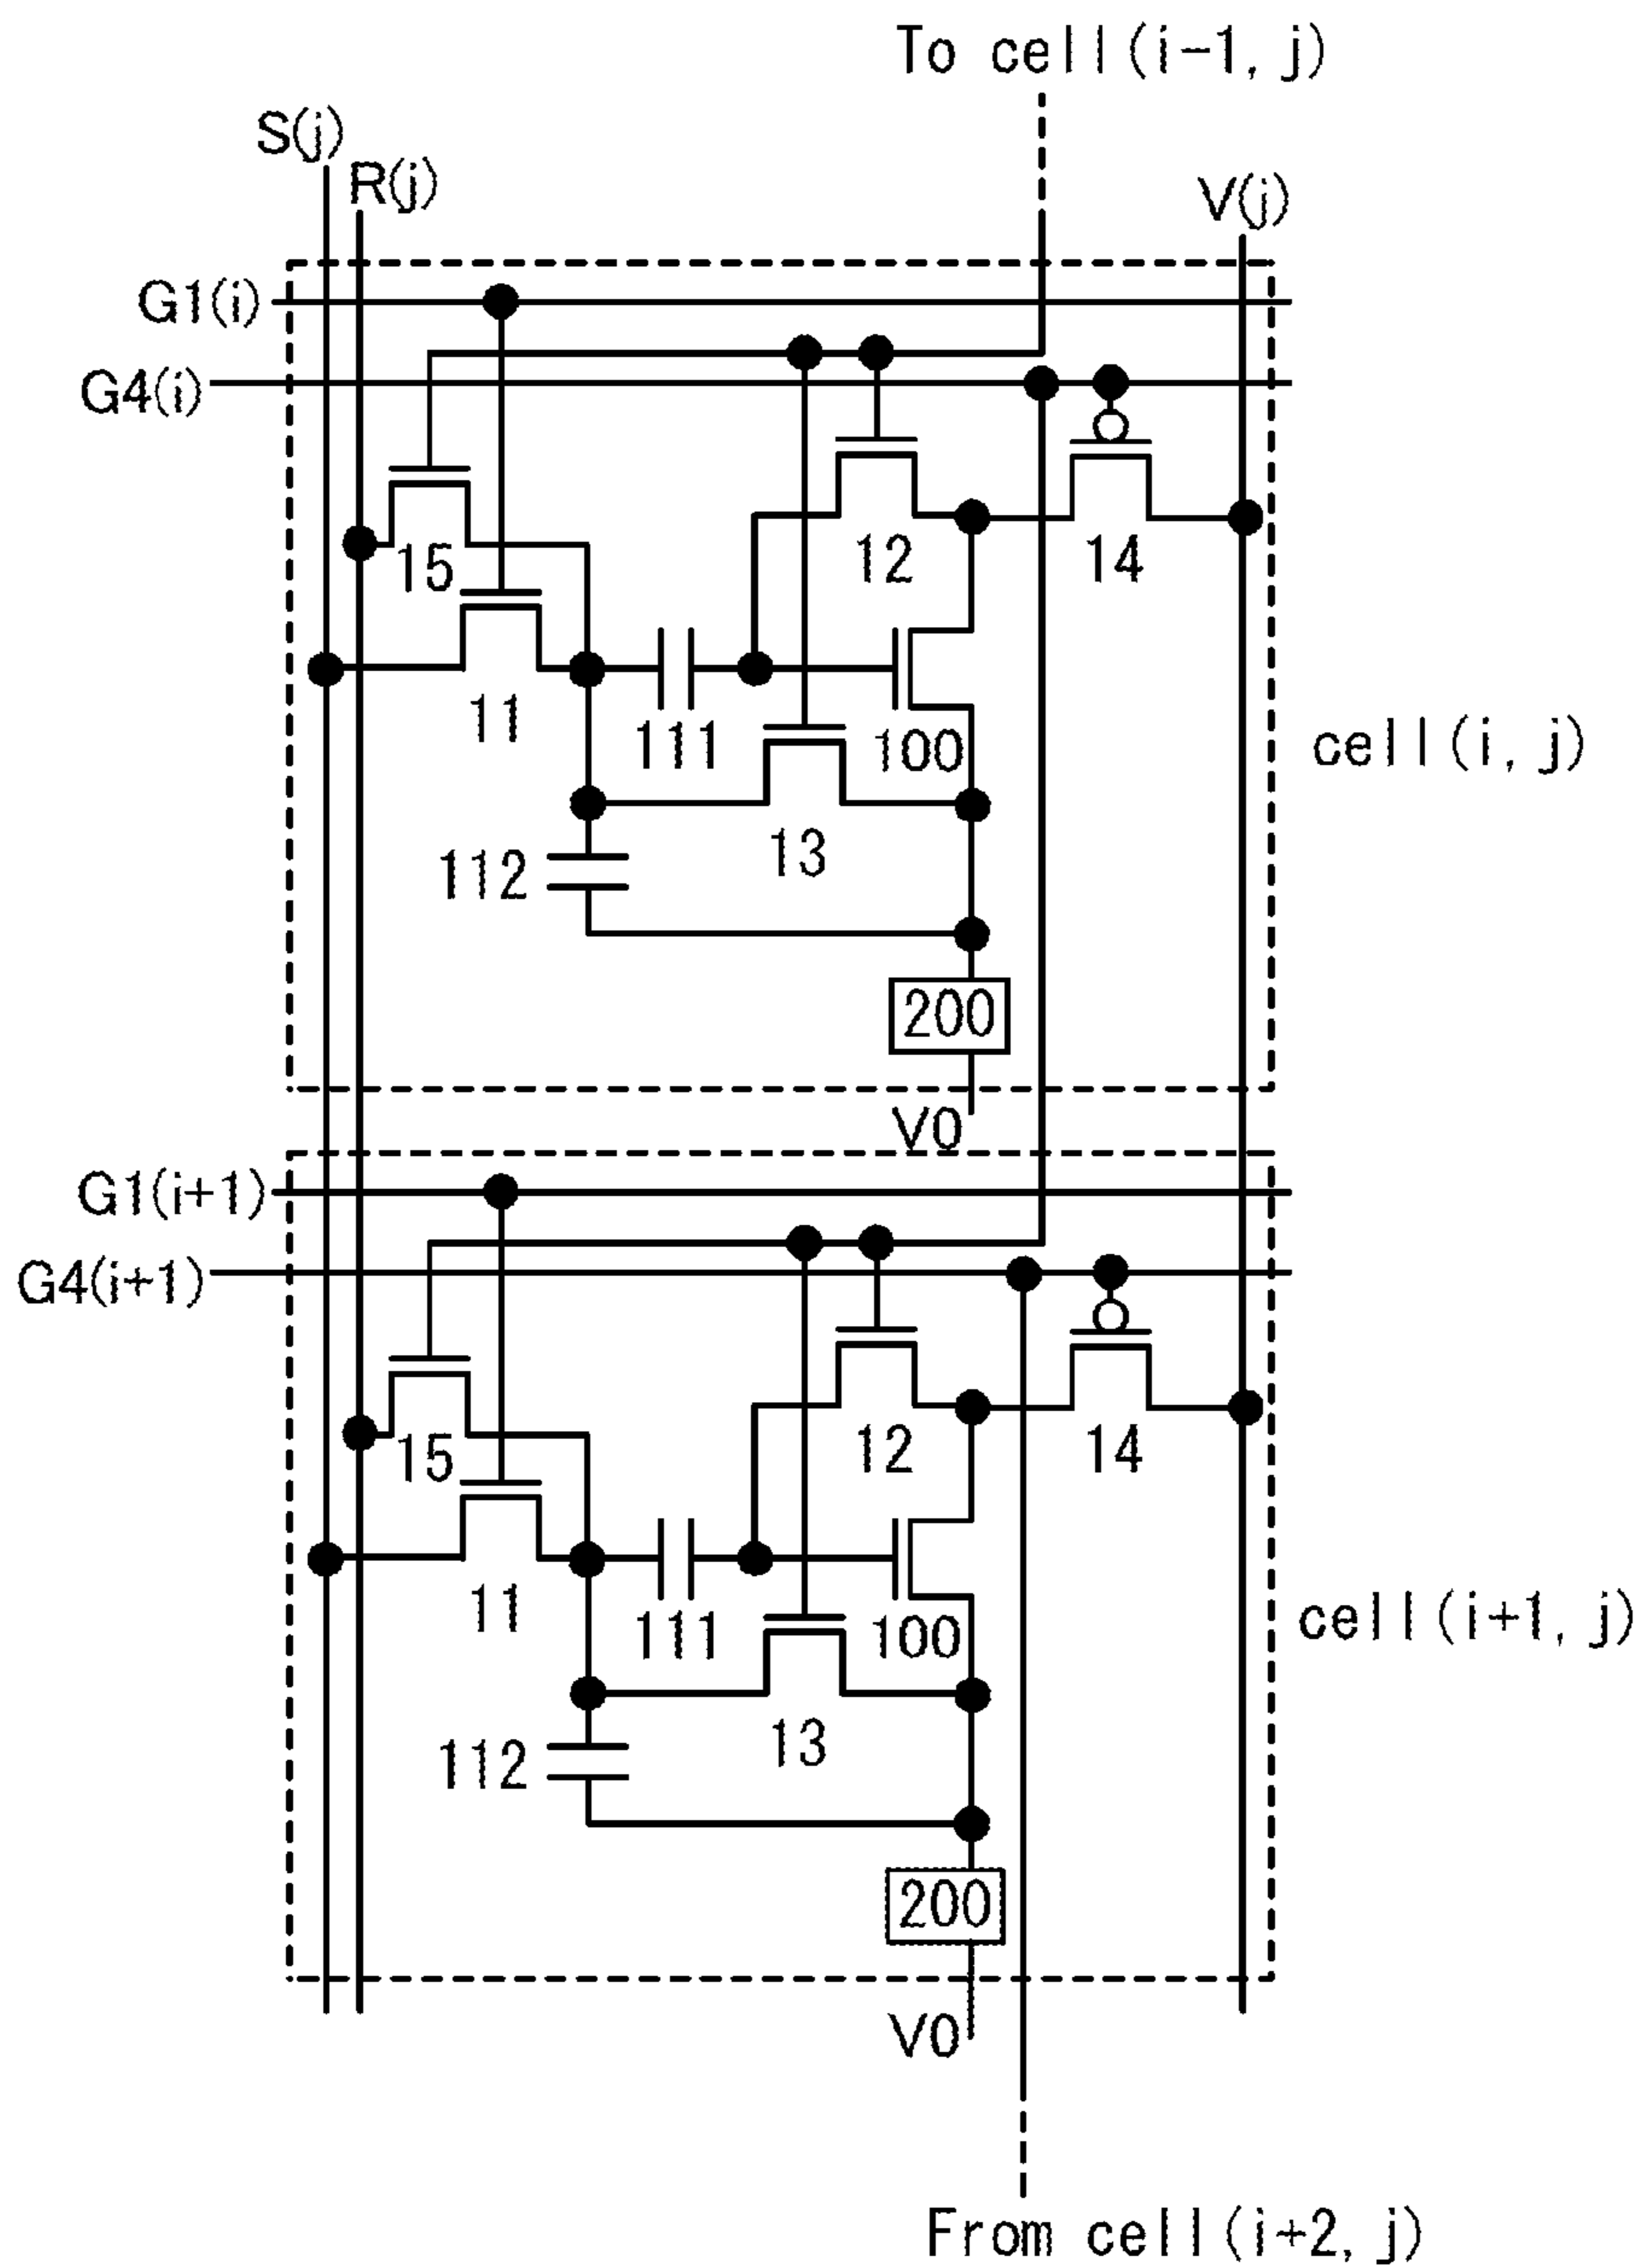 To cell(i-1, j)
S(j)
R(j)
V(j)
G1(i)
G4(i)
15
12
14
11
111
100
cell(i, j)
13
112
200
V0
G1(i+1)
G4(i+1)
15
12
14
11
111
100
cell(i+1, j)
13
112
200
V0
From cell(i+2, j)